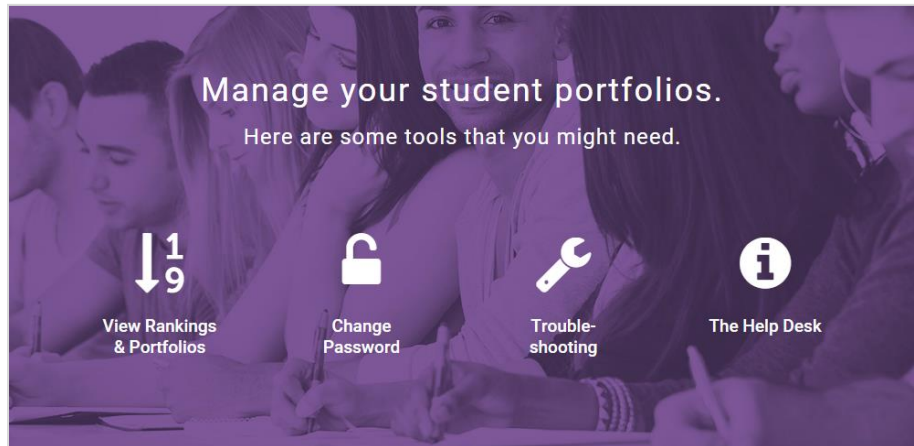 Manage your student portfolios.
Here are some tools that you might need.
1
9
View Rankings
& Portfolios
Change
Password
Trouble-
shooting
The Help Desk